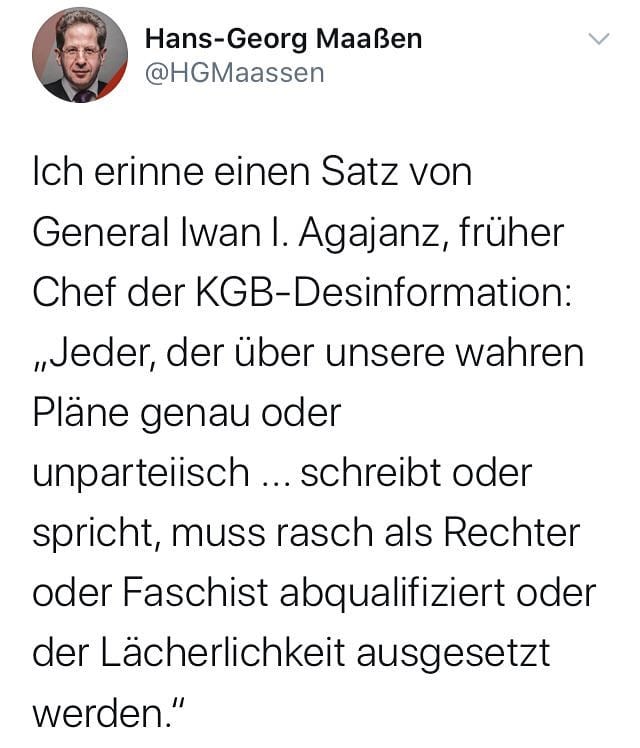 Hans-Georg Maaßen
@HGMaassen
Ich erinne einen Satz von
General Iwan I. Agajanz, früher
Chef der KGB-Desinformation:
„Jeder, der über unsere wahren
Pläne genau oder
unparteiisch ... schreibt oder
spricht, muss rasch als Rechter
oder Faschist abqualifiziert oder
der Lächerlichkeit ausgesetzt
werden.“